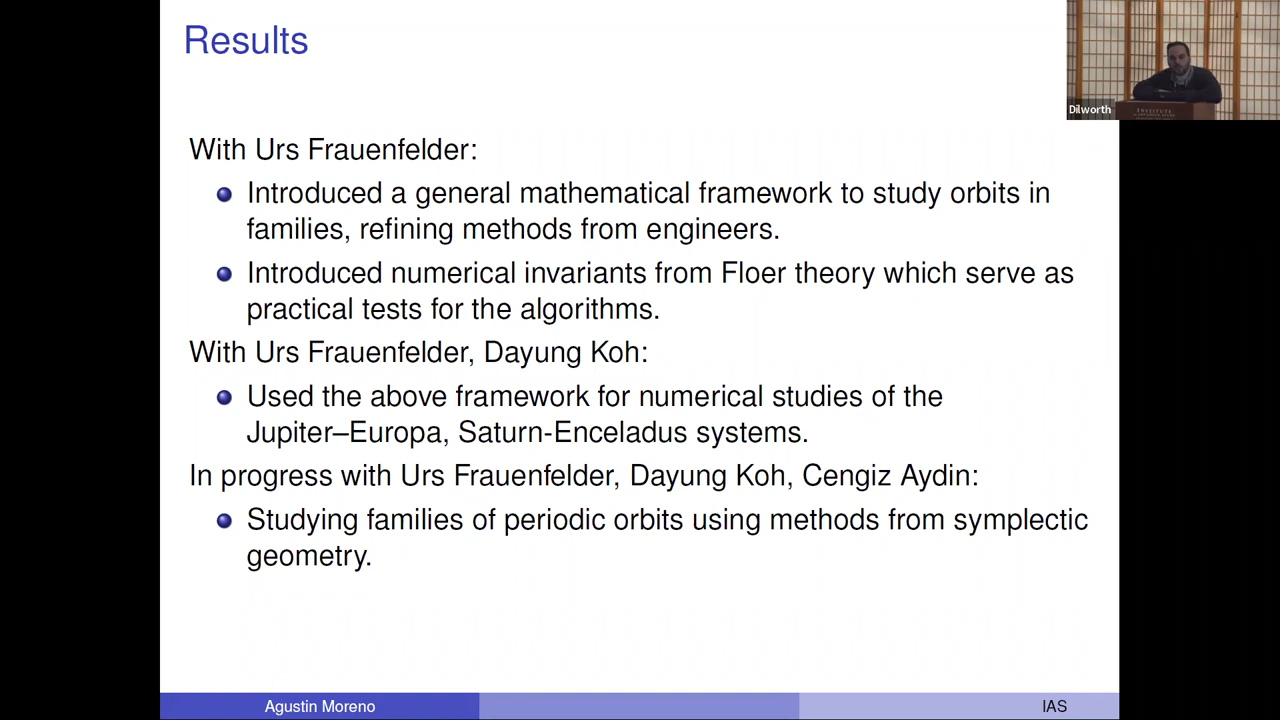 Results
Dilworth
INSTITUTE
With Urs Frauenfelder:
Introduced a general mathematical framework to study orbits in
families, refining methods from engineers.
Introduced numerical invariants from Floer theory which serve as
practical tests for the algorithms.
With Urs Frauenfelder, Dayung Koh:
Used the above framework for numerical studies of the
Jupiter–Europa, Saturn-Enceladus systems.
In progress with Urs Frauenfelder, Dayung Koh, Cengiz Aydin:
Studying families of periodic orbits using methods from symplectic
geometry.
Agustin Moreno
IAS